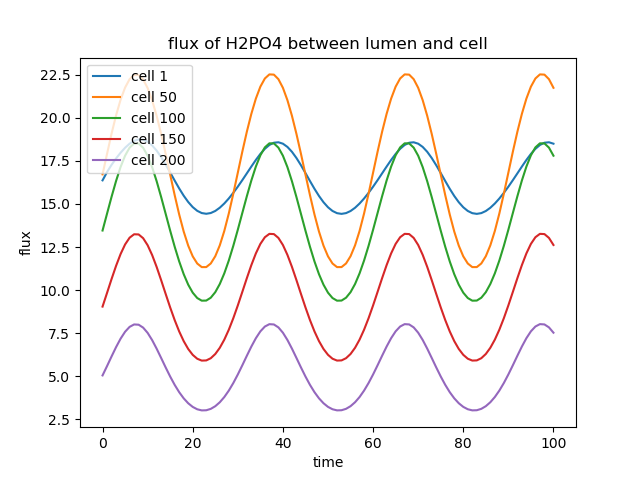 flux of H2PO4 between lumen and cell
cell 1
cell 50
cell 100
cell 150
cell 200
22.5
20.0
17.5
15.0
12.5
10.0
7.5
5.0
2.5
flux
0 20 40 60 80 100
time